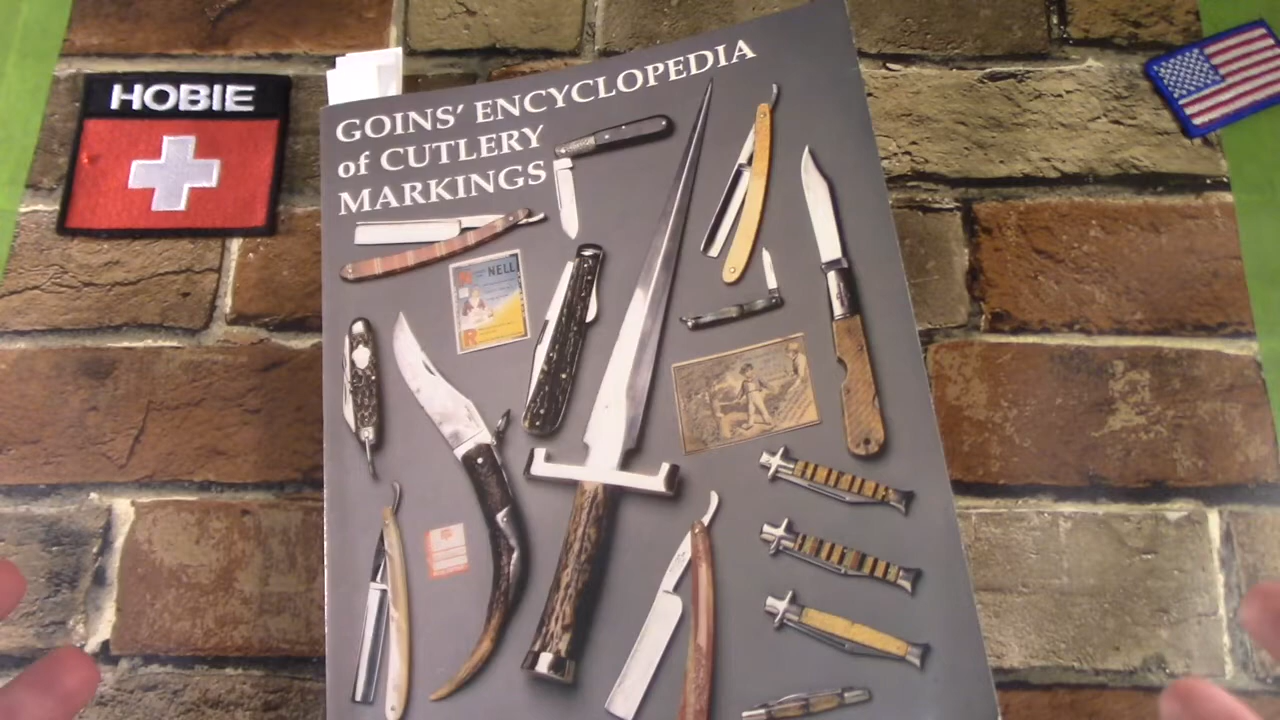 HOBIE
GOINS' ENCYCLOPEDIA
of CUTLERY
MARKINGS
NELL
R